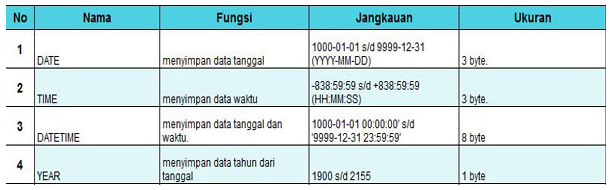 No Nama Fungsi Jangkauan Ukuran
1 DATE menyimpan data tanggal 1000-01-01 s/d 9999-12-31
(YYYY-MM-DD) 3 byte.
2 TIME menyimpan data waktu -838:59:59 s/d +838:59:59
(HH:MM:SS) 3 byte.
3 DATETIME menyimpan data tanggal dan
waktu. 1000-01-01 00:00:00' s/d
'9999-12-31 23:59:59' 8 byte
4 YEAR menyimpan data tahun dari
tanggal 1900 s/d 2155 1 byte